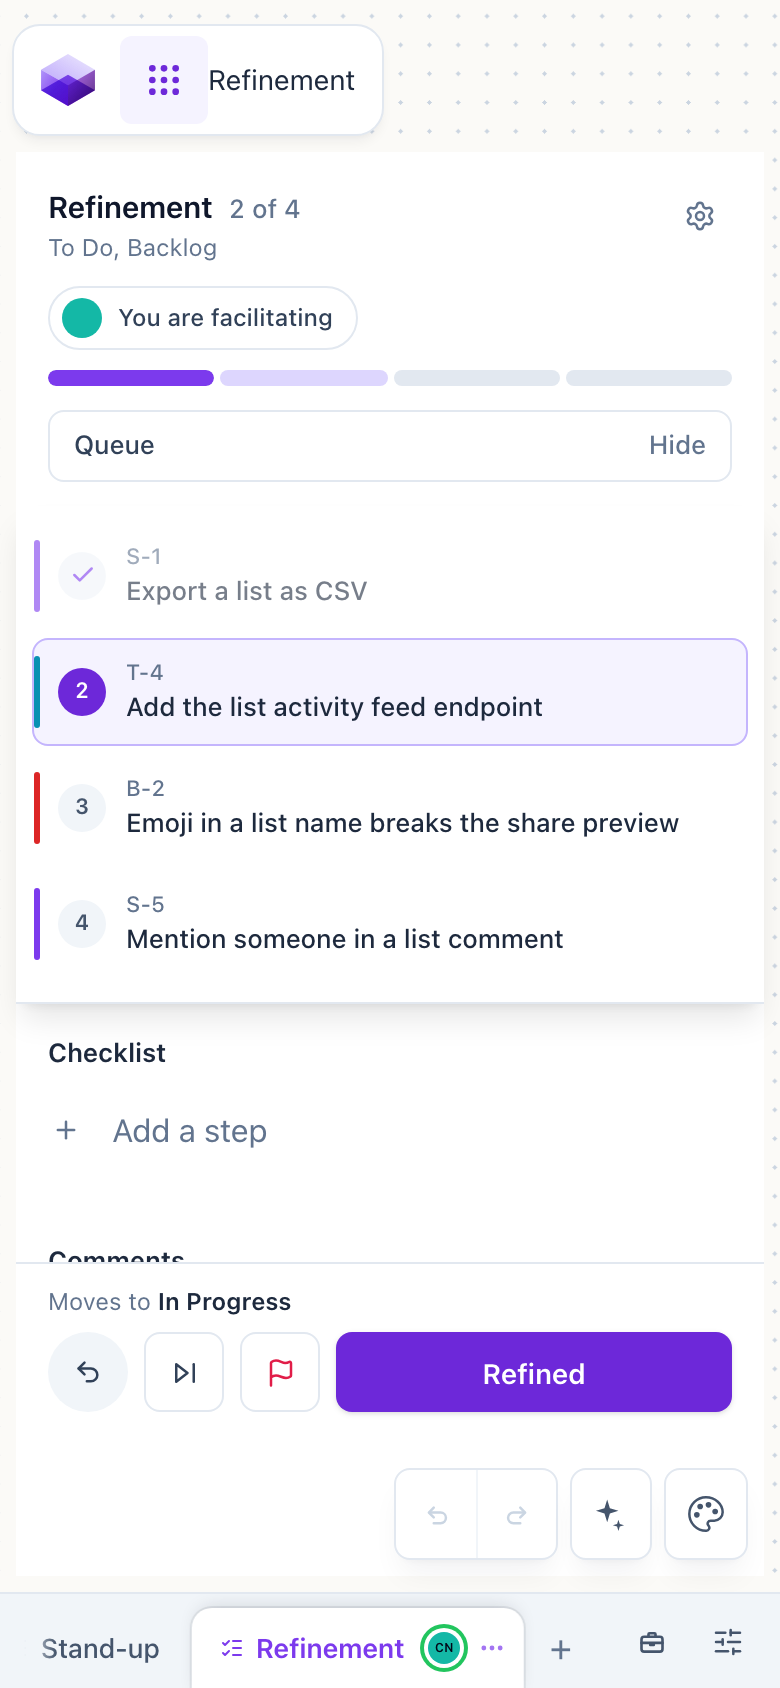 Refinement
Refinement 2 of 4
To Do, Backlog
You are facilitating
Queue Hide
S-1
Export a list as CSV
2
T-4
Add the list activity feed endpoint
3
B-2
Emoji in a list name breaks the share preview
4
S-5
Mention someone in a list comment
Checklist
+ Add a step
Comments
Moves to In Progress
Refined
Stand-up Refinement CN ... +